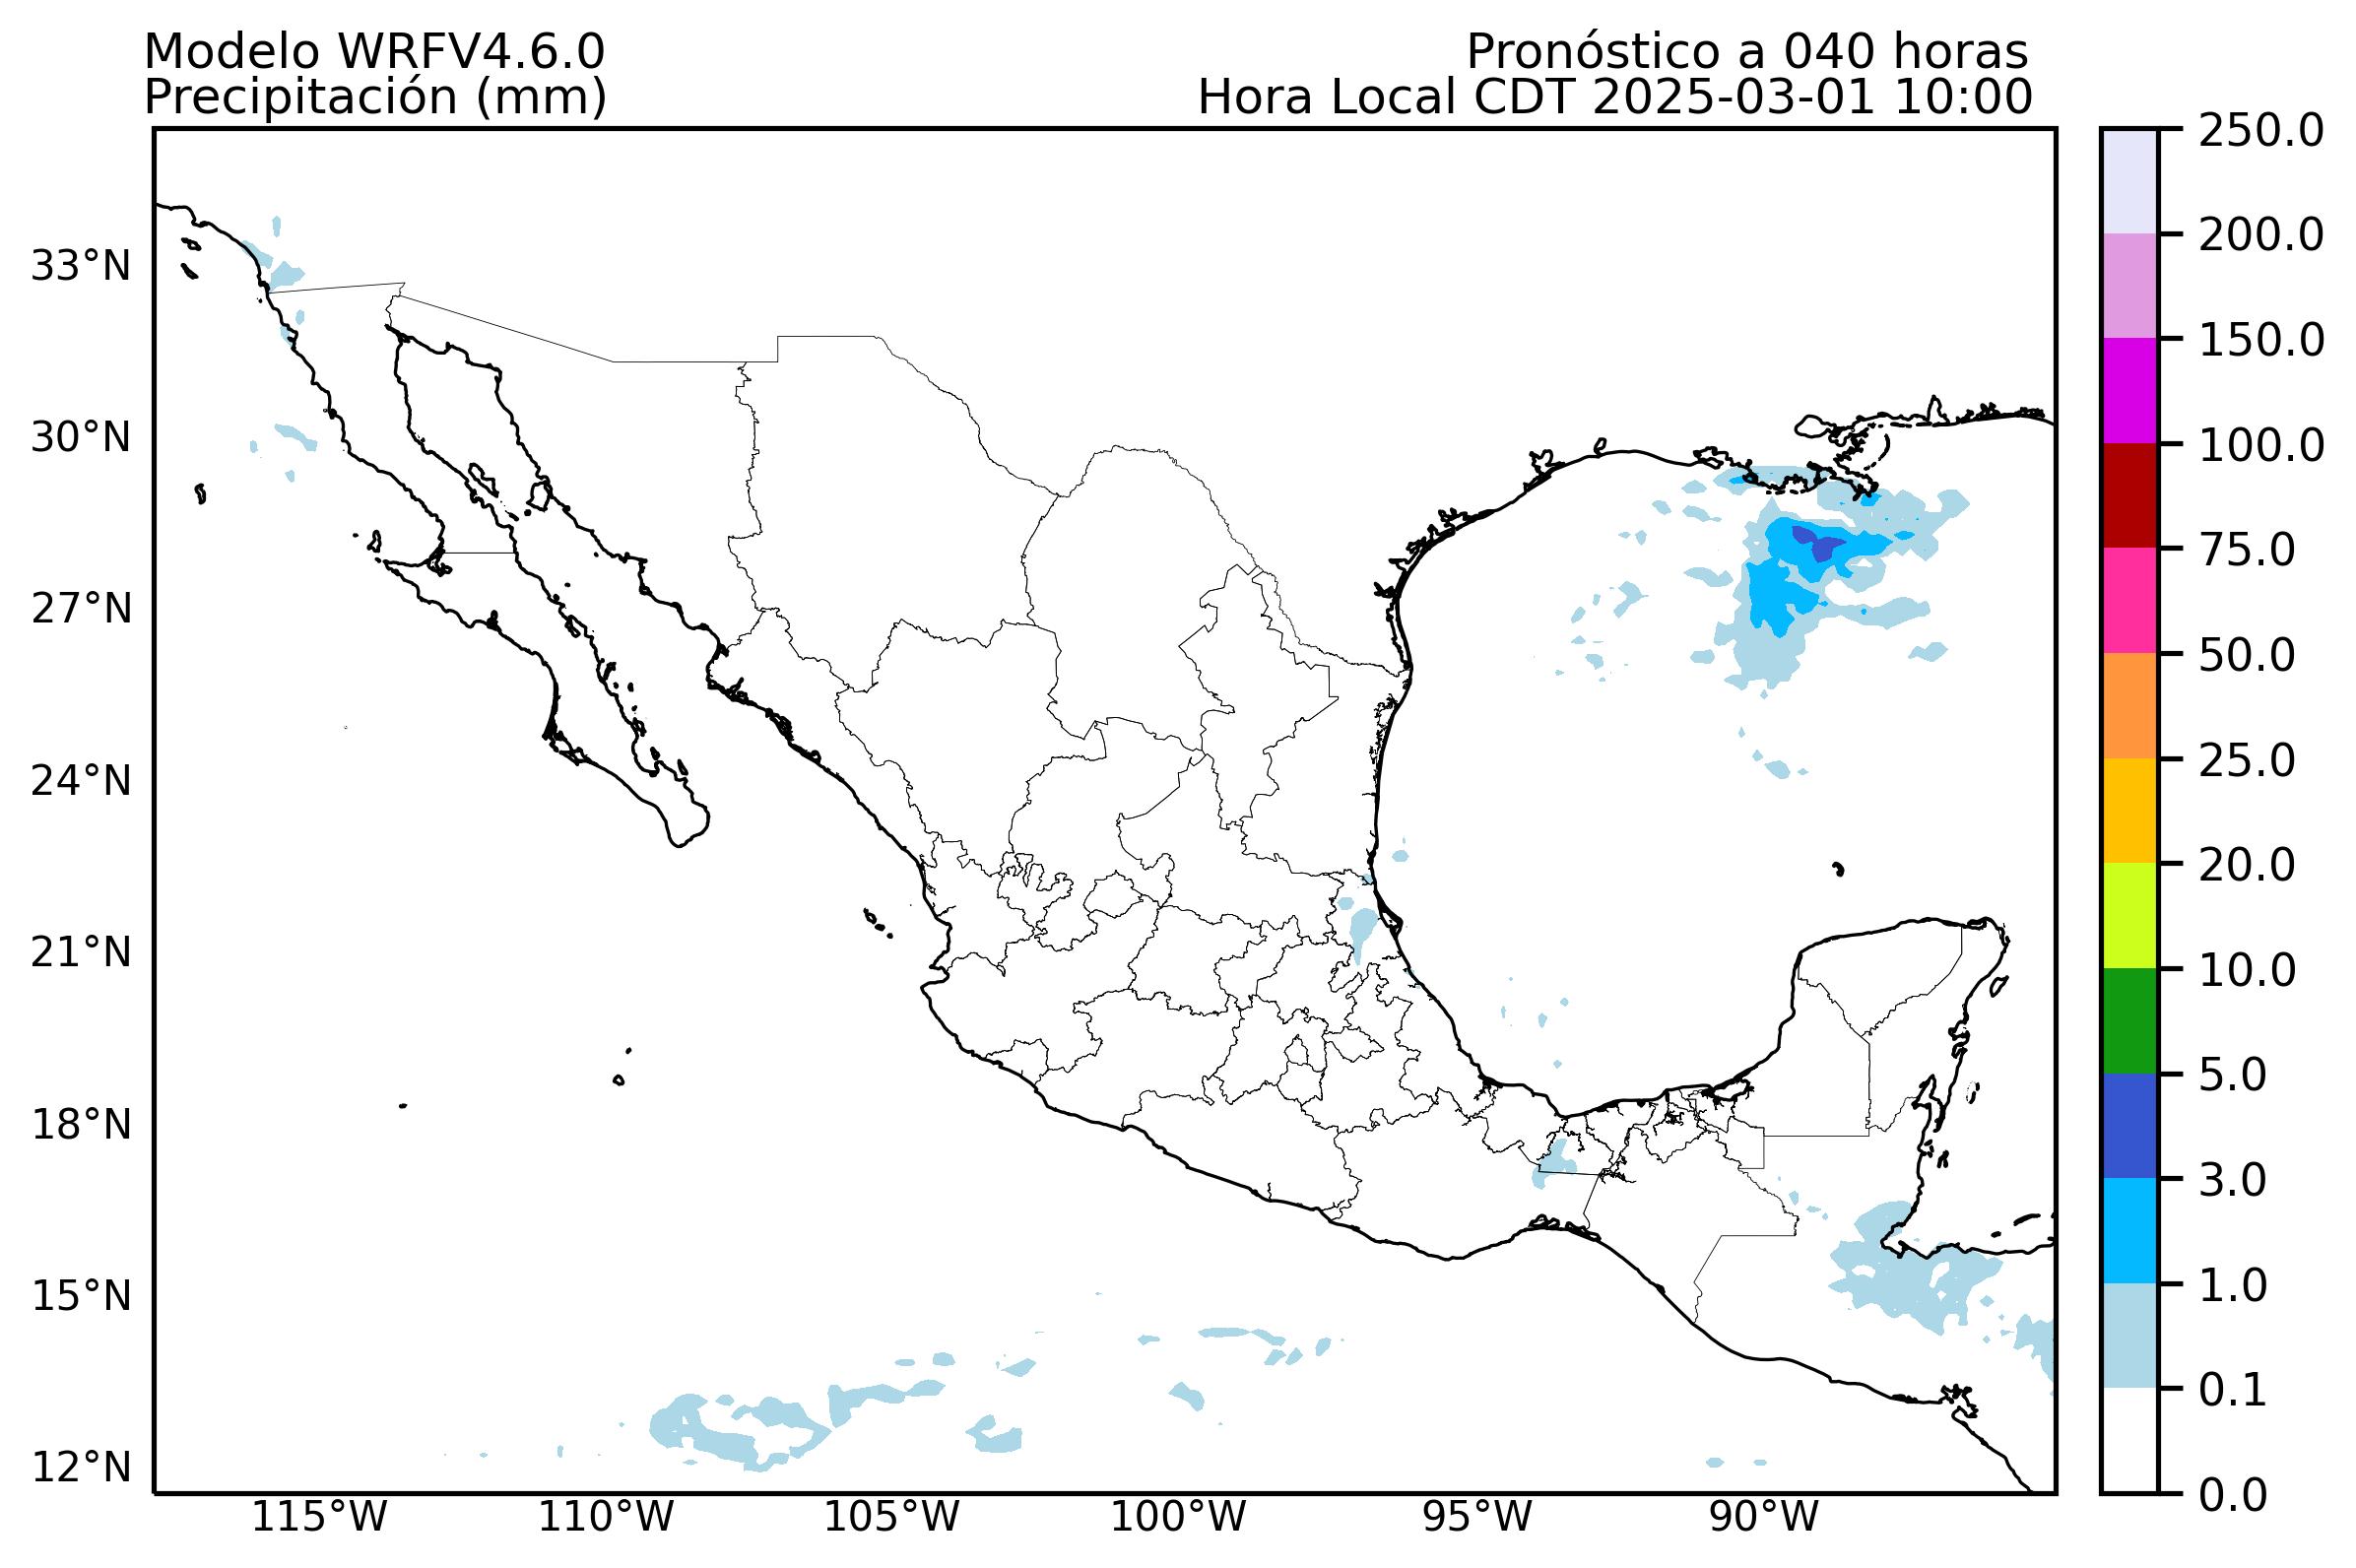 Modelo WRFV4.6.0
Precipitación (mm)
Pronóstico a 040 horas
Hora Local CDT 2025-03-01 10:00
33°N
30°N
27°N
24°N
21°N
18°N
15°N
12°N
115°W
110°W
105°W
100°W
95°W
90°W
250.0
200.0
150.0
100.0
75.0
50.0
25.0
20.0
10.0
5.0
3.0
1.0
0.1
0.0